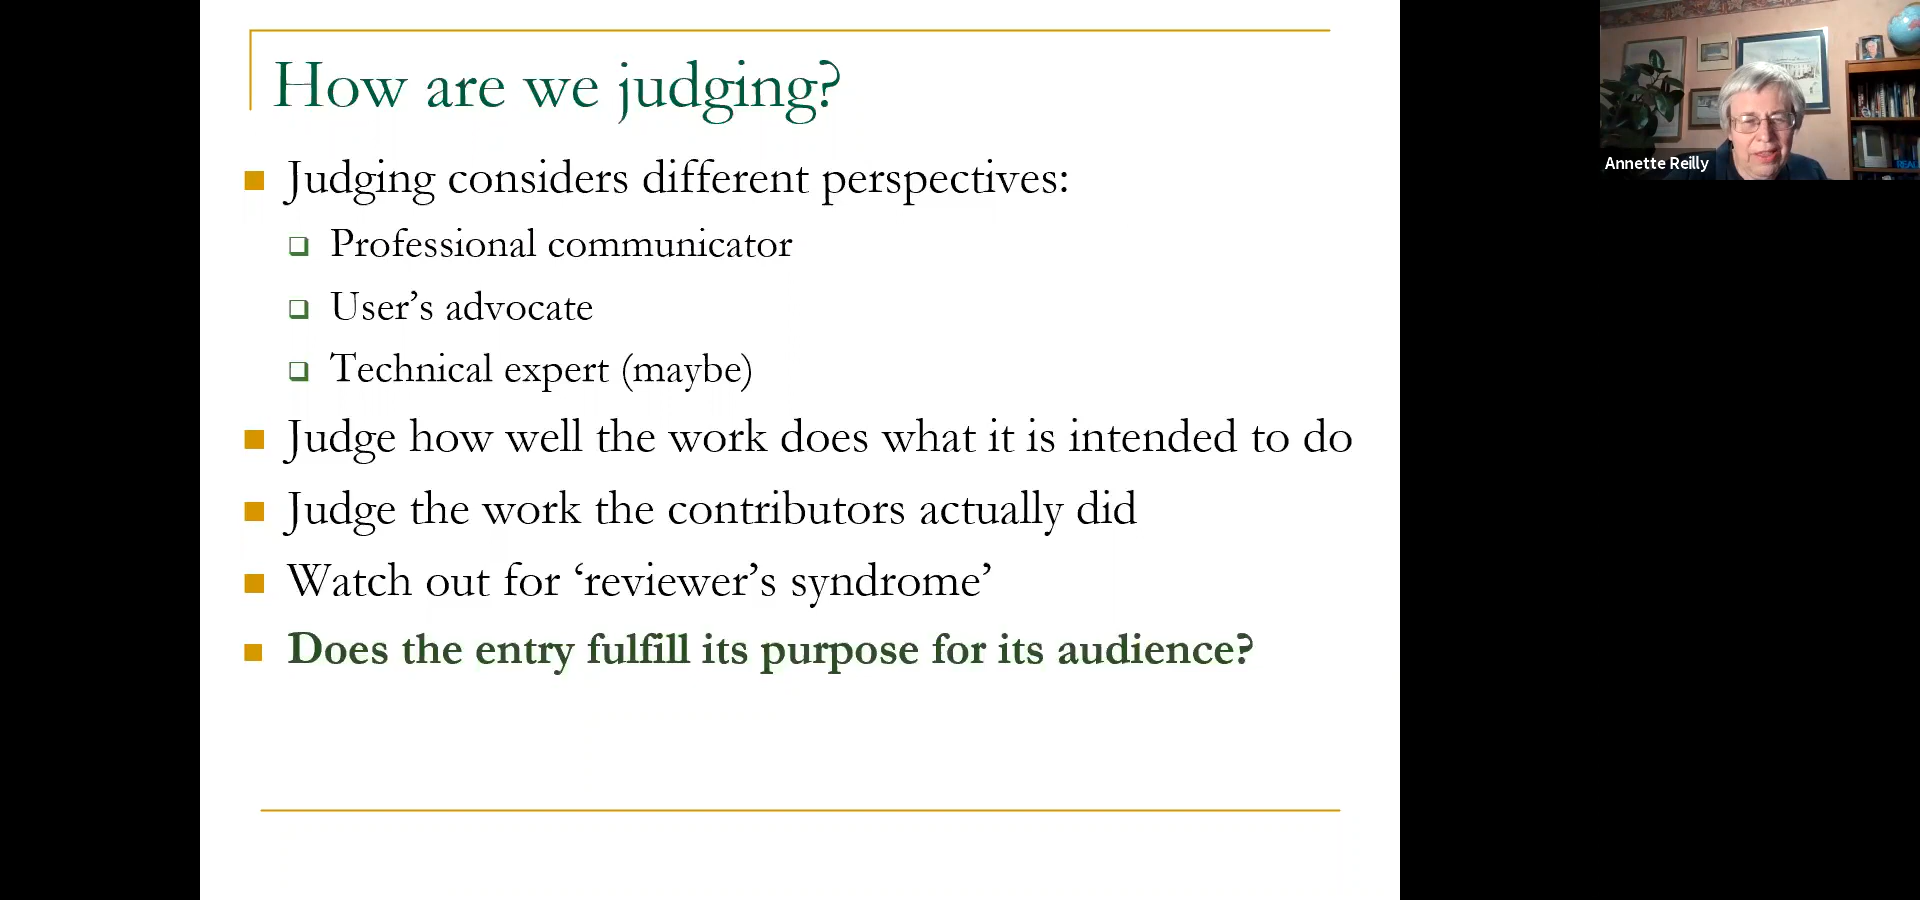 How are we judging?
Judging considers different perspectives:
Professional communicator
User’s advocate
Technical expert (maybe)
Judge how well the work does what it is intended to do
Judge the work the contributors actually did
Watch out for ‘reviewer’s syndrome’
Does the entry fulfill its purpose for its audience?
Annette Reilly